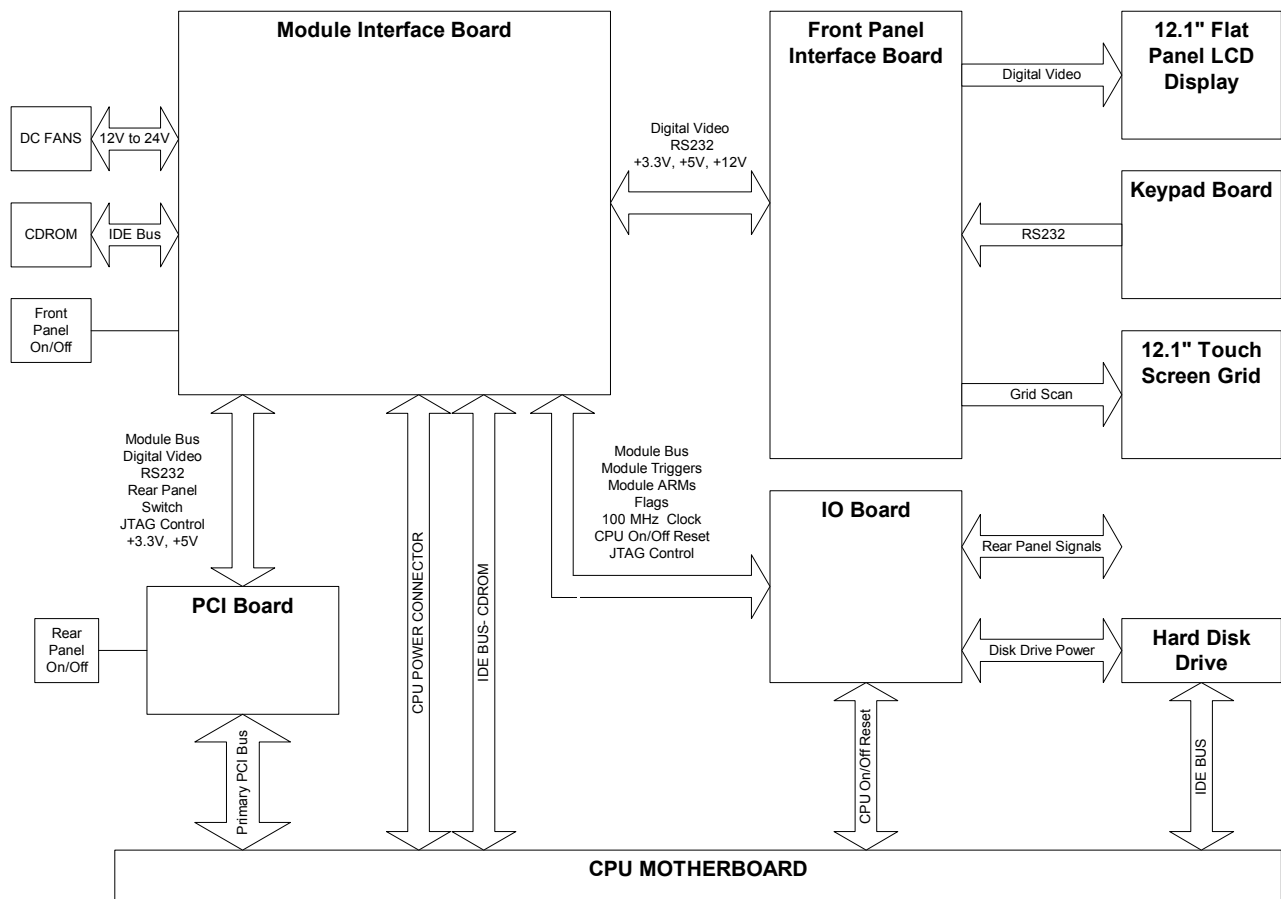 Module Interface Board
Front Panel
Interface Board
12.1" Flat
Panel LCD
Display
Digital Video
DC FANS
12V to 24V
Digital Video
RS232
+3.3V, +5V, +12V
Keypad Board
CDROM
IDE Bus
RS232
Front
Panel
On/Off
12.1" Touch
Screen Grid
Grid Scan
Module Bus
Digital Video
RS232
Rear Panel
Switch
JTAG Control
+3.3V, +5V
CPU POWER CONNECTOR
IDE BUS- CDROM
Module Bus
Module Triggers
Module ARMs
Flags
100 MHz Clock
CPU On/Off Reset
JTAG Control
IO Board
Rear Panel Signals
PCI Board
Rear
Panel
On/Off
Disk Drive Power
Hard Disk
Drive
Primary PCI Bus
CPU On/Off Reset
IDE BUS
CPU MOTHERBOARD